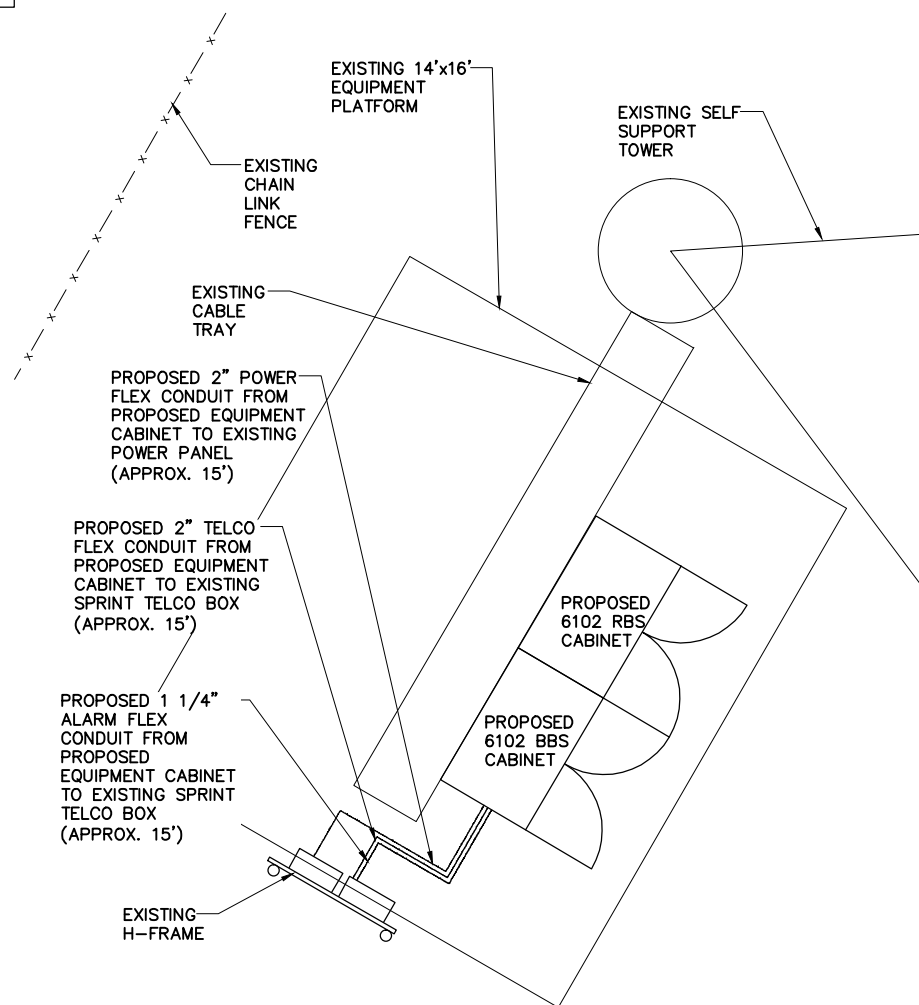 EXISTING 14'x16'
EQUIPMENT
PLATFORM
EXISTING SELF
SUPPORT
TOWER
EXISTING
CHAIN
LINK
FENCE
EXISTING
CABLE
TRAY
PROPOSED 2" POWER
FLEX CONDUIT FROM
PROPOSED EQUIPMENT
CABINET TO EXISTING
POWER PANEL
(APPROX. 15')
PROPOSED 2" TELCO
FLEX CONDUIT FROM
PROPOSED EQUIPMENT
CABINET TO EXISTING
SPRINT TELCO BOX
(APPROX. 15')
PROPOSED
6102 RBS
CABINET
PROPOSED 1 1/4"
ALARM FLEX
CONDUIT FROM
PROPOSED
EQUIPMENT CABINET
TO EXISTING SPRINT
TELCO BOX
(APPROX. 15')
PROPOSED
6102 BBS
CABINET
EXISTING
H-FRAME